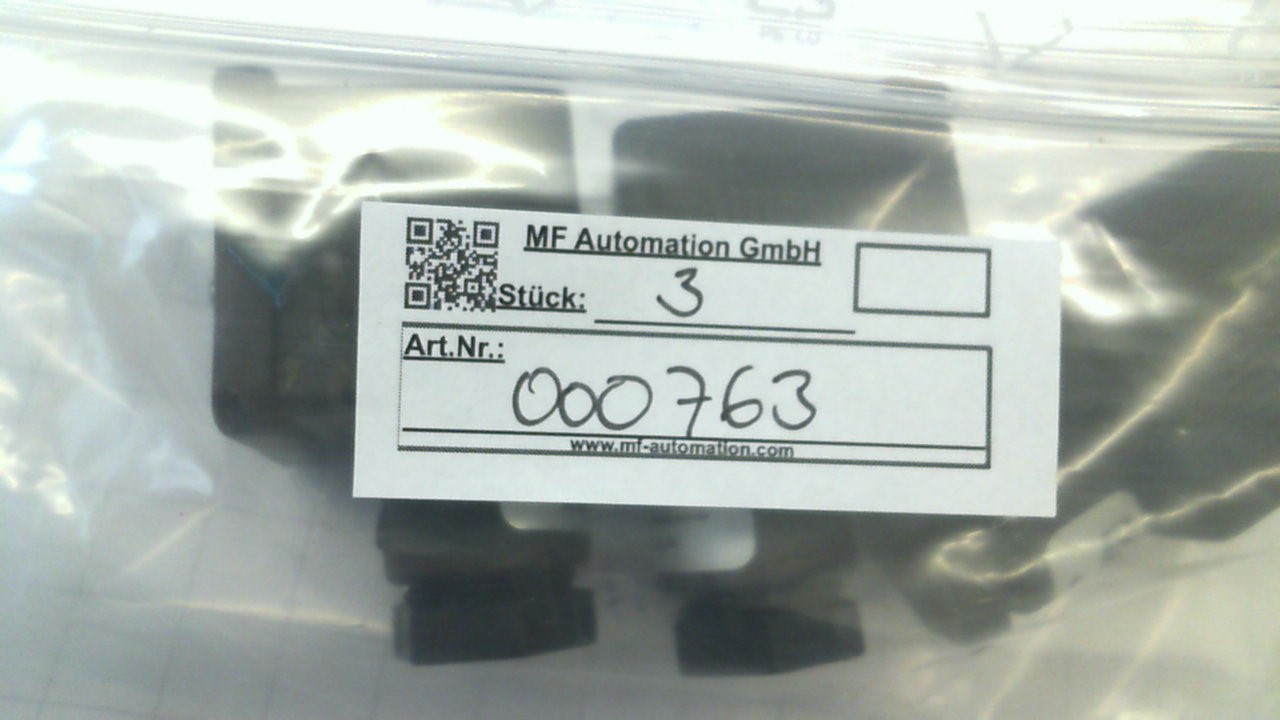 MF Automation GmbH
Stück: 3
Art.Nr.:
000763
www.mf-automation.com